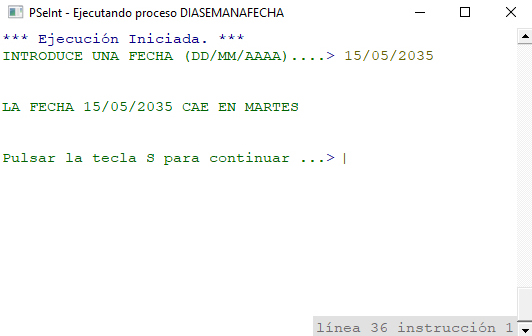 PSeInt - Ejecutando proceso DIASEMANAFECHA
*** Ejecución Iniciada. ***
INTRODUCE UNA FECHA (DD/MM/AAAA)....> 15/05/2035
LA FECHA 15/05/2035 CAE EN MARTES
Pulsar la tecla S para continuar ...>
línea 36 instrucción 1